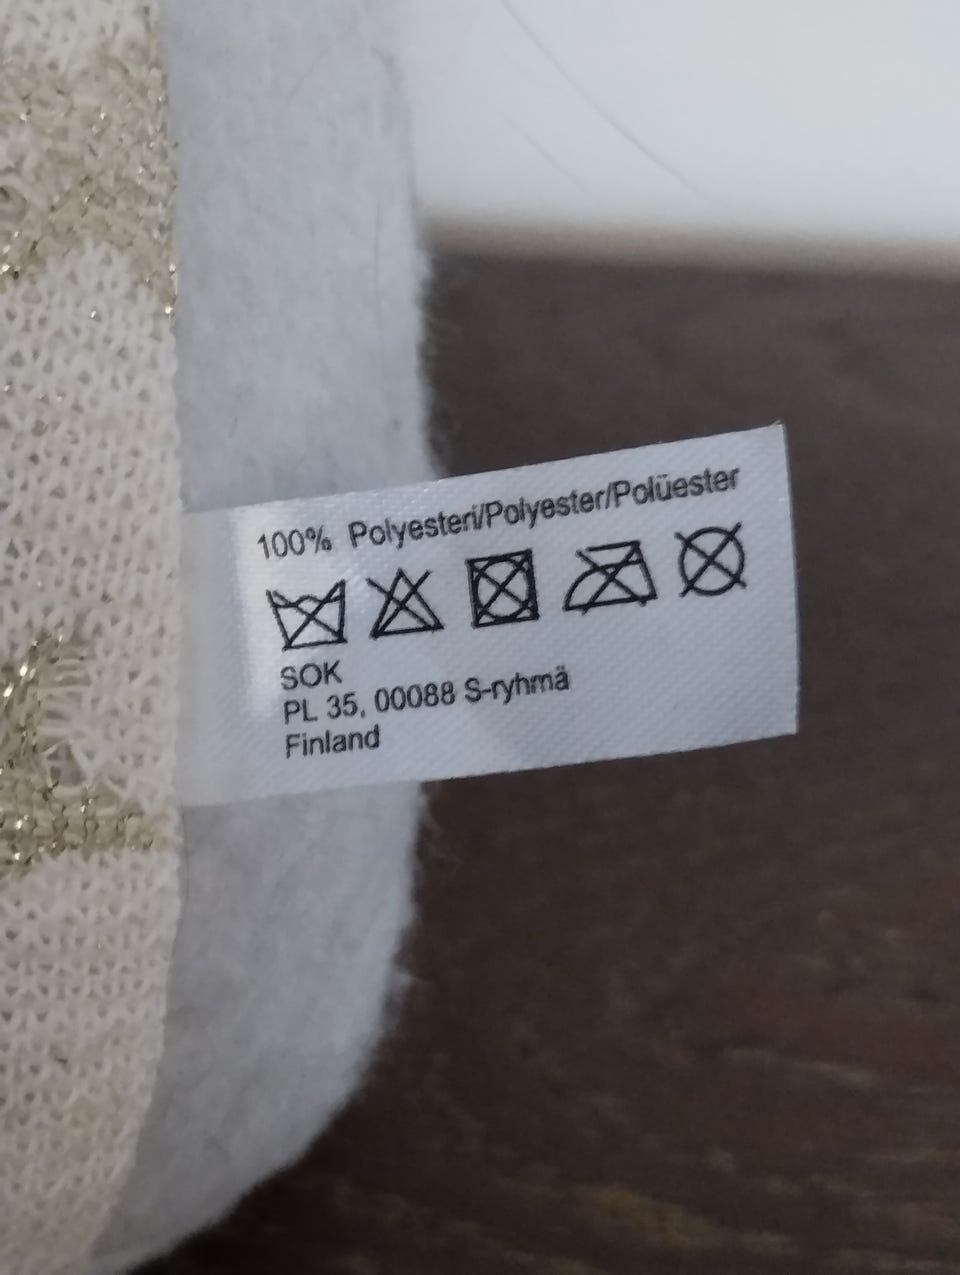 100% Polyesteri/Polyester/Polüester
SOK
PL 35, 00088 S-ryhmä
Finland